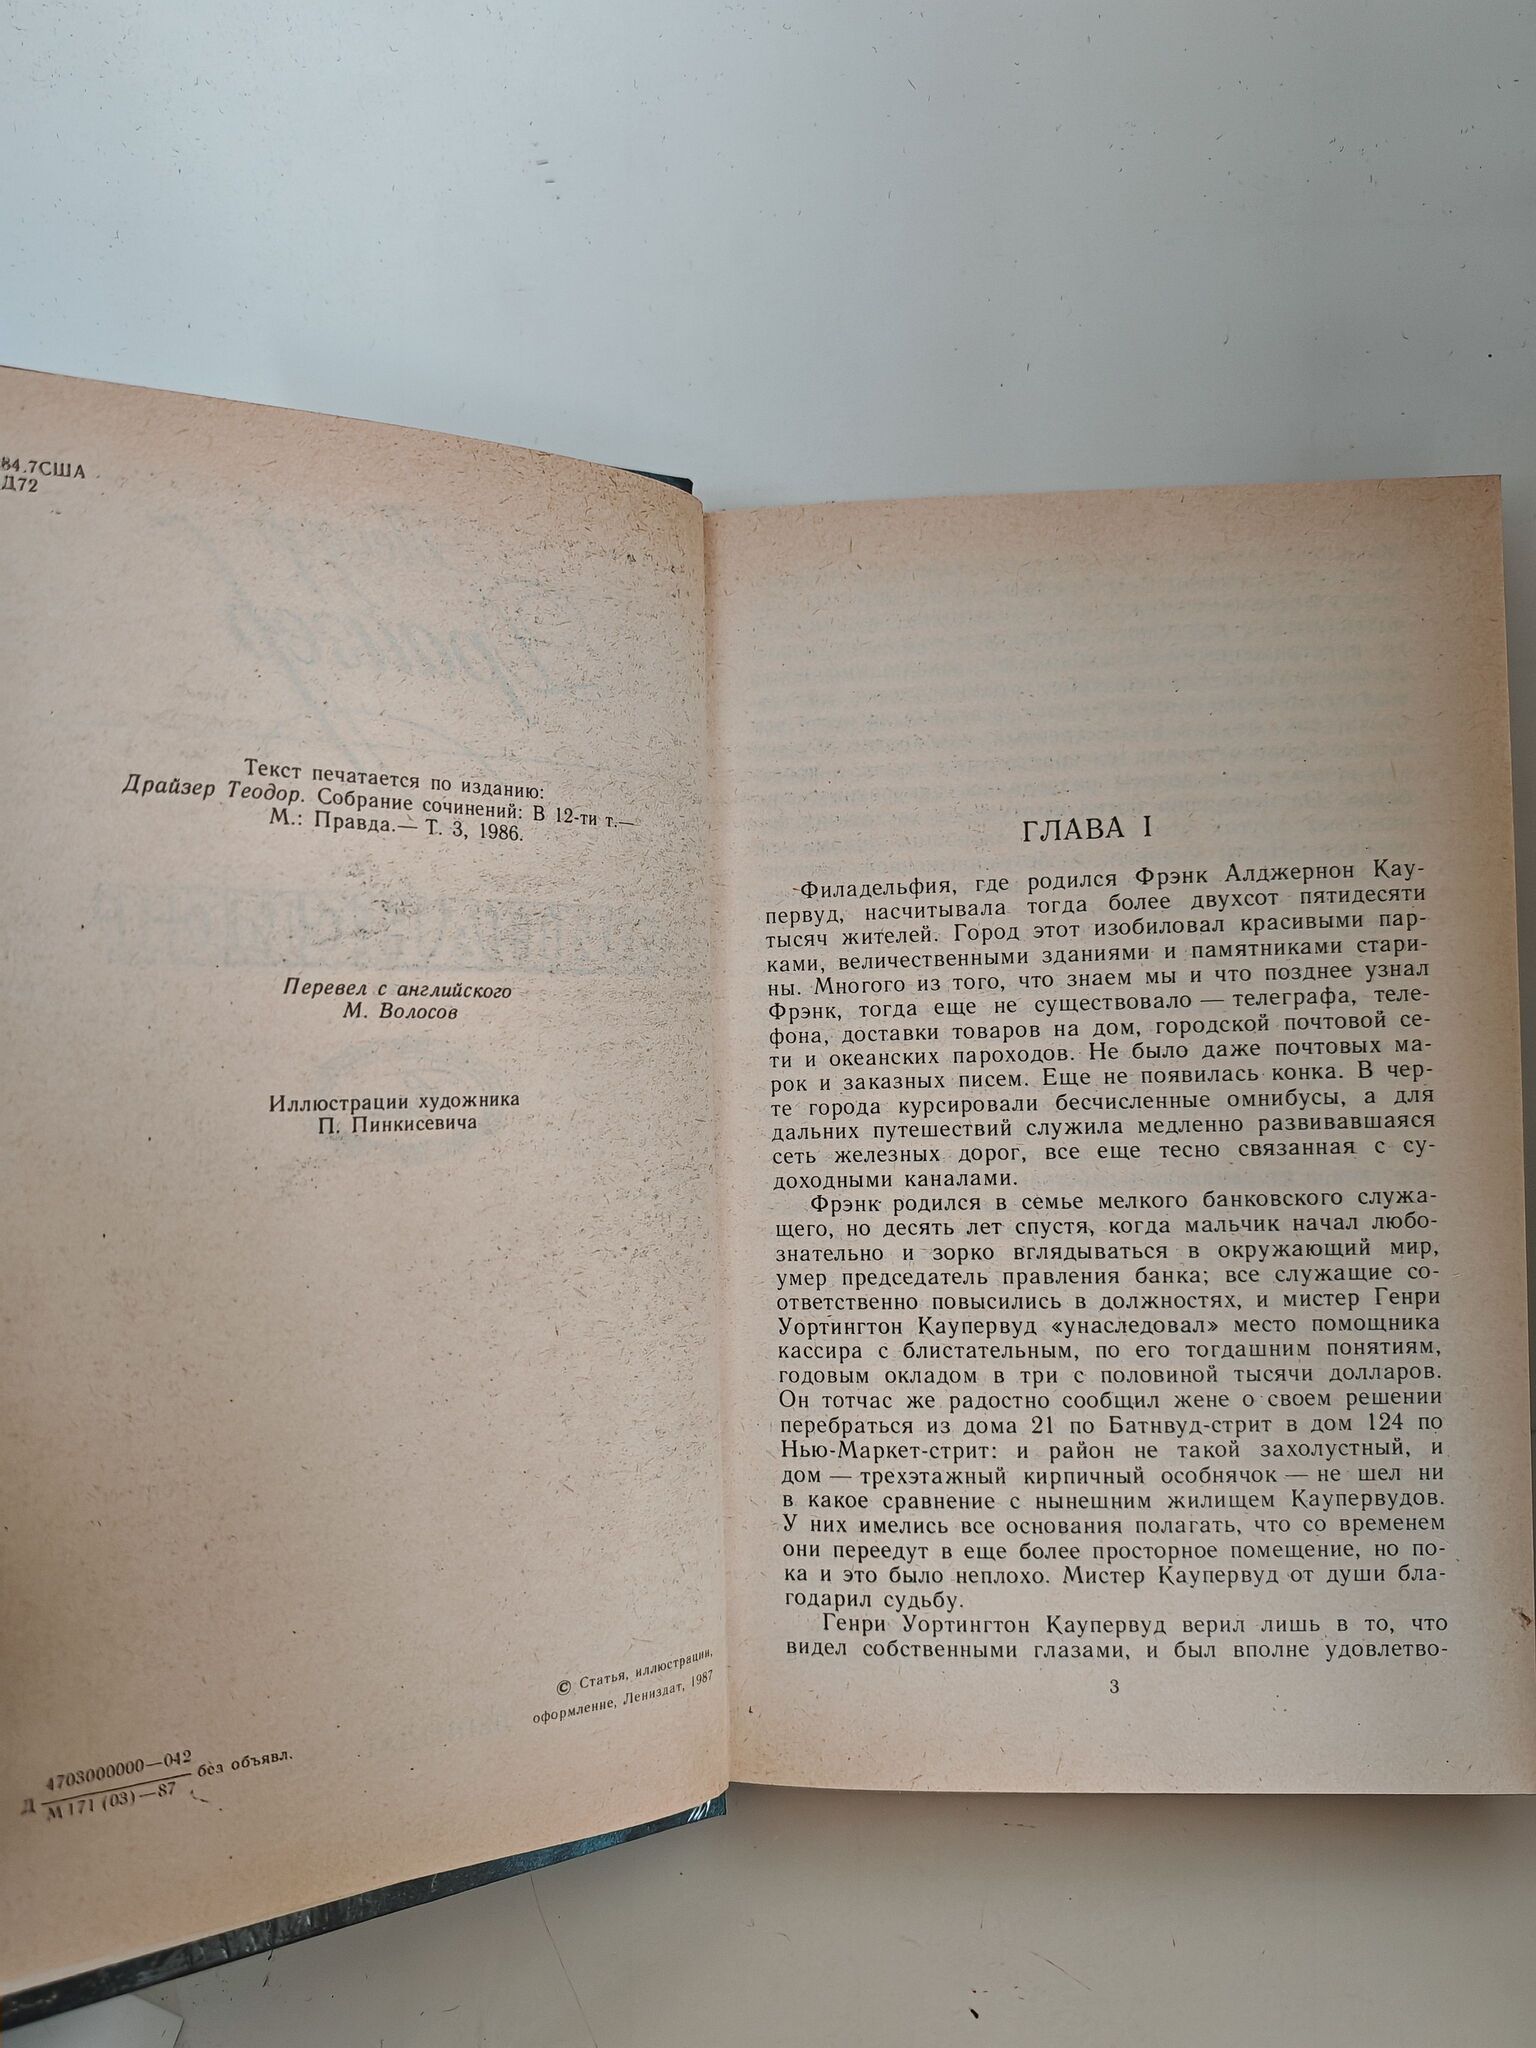 84.7США
Д72
Текст печатается по изданию:
Драйзер Теодор. Собрание сочинений: В 12-ти т.—
М.: Правда.— Т. 3, 1986.
Перевел с английского
М. Волосов
Иллюстрации художника
П. Пинкисевича
© Статья, иллюстрации,
оформление, Лениздат, 1987
Д 4703000000—042
М171 (03)—87 без объявл.
ГЛАВА I
Филадельфия, где родился Фрэнк Алджернон Кау-
первуд, насчитывала тогда более двухсот пятидесяти
тысяч жителей. Город этот изобиловал красивыми пар-
ками, величественными зданиями и памятниками стари-
ны. Многого из того, что знаем мы и что позднее узнал
Фрэнк, тогда еще не существовало — телеграфа, теле-
фона, доставки товаров на дом, городской почтовой се-
ти и океанских пароходов. Не было даже почтовых ма-
рок и заказных писем. Еще не появилась конка. В чер-
те города курсировали бесчисленные омнибусы, а для
дальних путешествий служила медленно развивавшаяся
сеть железных дорог, все еще тесно связанная с су-
доходными каналами.
Фрэнк родился в семье мелкого банковского служа-
щего, но десять лет спустя, когда мальчик начал любо-
знательно и зорко вглядываться в окружающий мир,
умер председатель правления банка; все служащие со-
ответственно повысились в должностях, и мистер Генри
Уортингтон Каупервуд «унаследовал» место помощника
кассира с блистательным, по его тогдашним понятиям,
годовым окладом в три с половиной тысячи долларов.
Он тотчас же радостно сообщил жене о своем решении
перебраться из дома 21 по Батнвуд-стрит в дом 124 по
Нью-Маркет-стрит: и район не такой захолустный, и
дом — трехэтажный кирпичный особнячок — не шел ни
в какое сравнение с нынешним жилищем Каупервудов.
У них имелись все основания полагать, что со временем
они переедут в еще более просторное помещение, но по-
ка и это было неплохо. Мистер Каупервуд от души бла-
годарил судьбу.
Генри Уортингтон Каупервуд верил лишь в то, что
видел собственными глазами, и был вполне удовлетво-
3